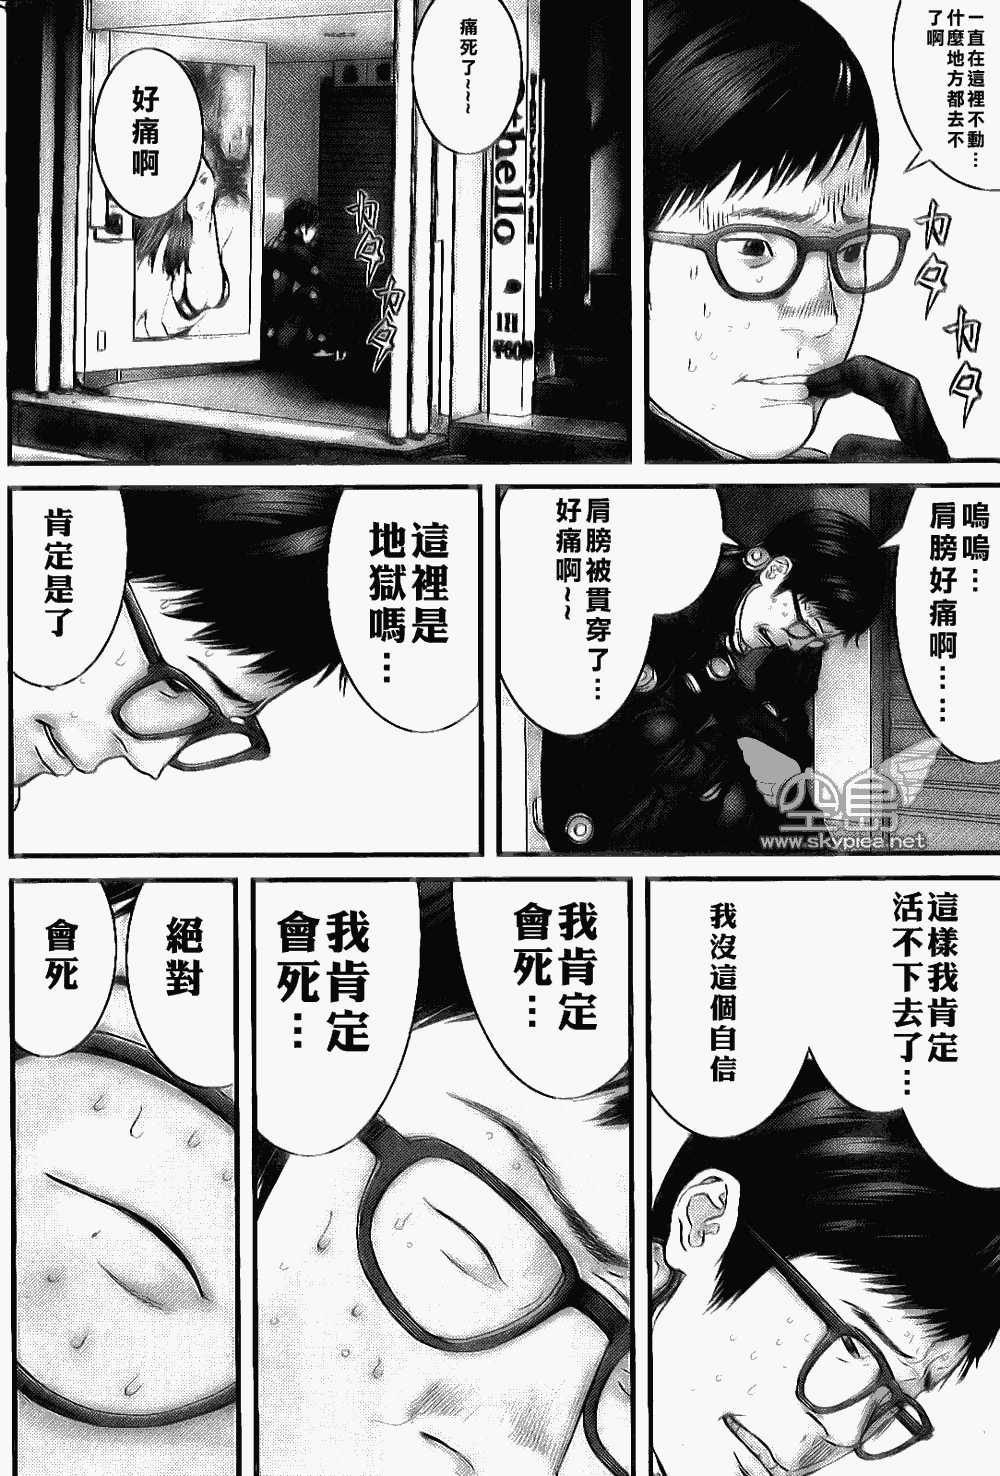 一直在這裡不動…
什麼地方都去不
了啊
カタ
カタ
痛死了~~~
好痛啊
カタ
カタ
thello
嗚嗚…
肩膀好痛啊……
肩膀被貫穿了…
好痛啊~~
這裡是
地獄嗎…
肯定是了
空島
www.skypiea.net
這樣我肯定
活不下去了…
我沒這個自信
我肯定
會死…
我肯定
會死…
絕對
會死